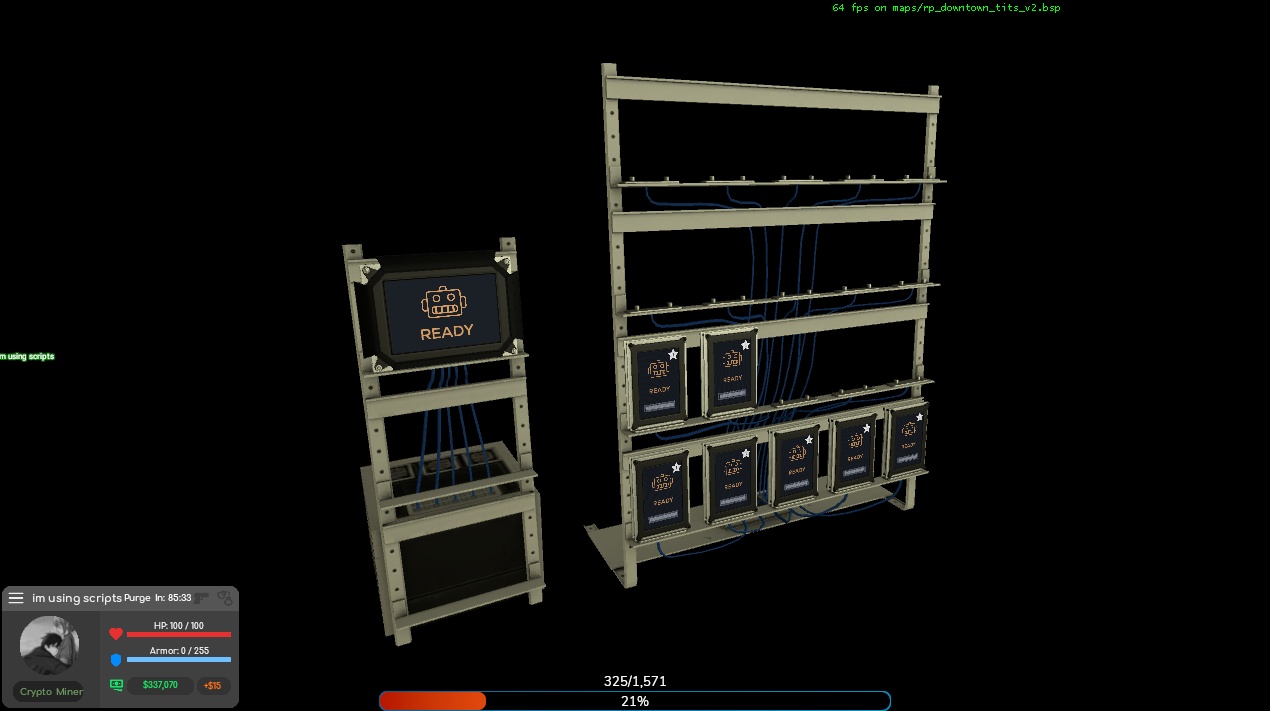 64 fps on maps/rp_downtown_tits_v2.bsp
READY
READY
READY
READY
READY
READY
READY
READY
m using scripts
im using scripts Purge In: 85:33
HP: 100 / 100
Armor: 0 / 255
Crypto Miner
$337,070
+$15
325/1,571
21%